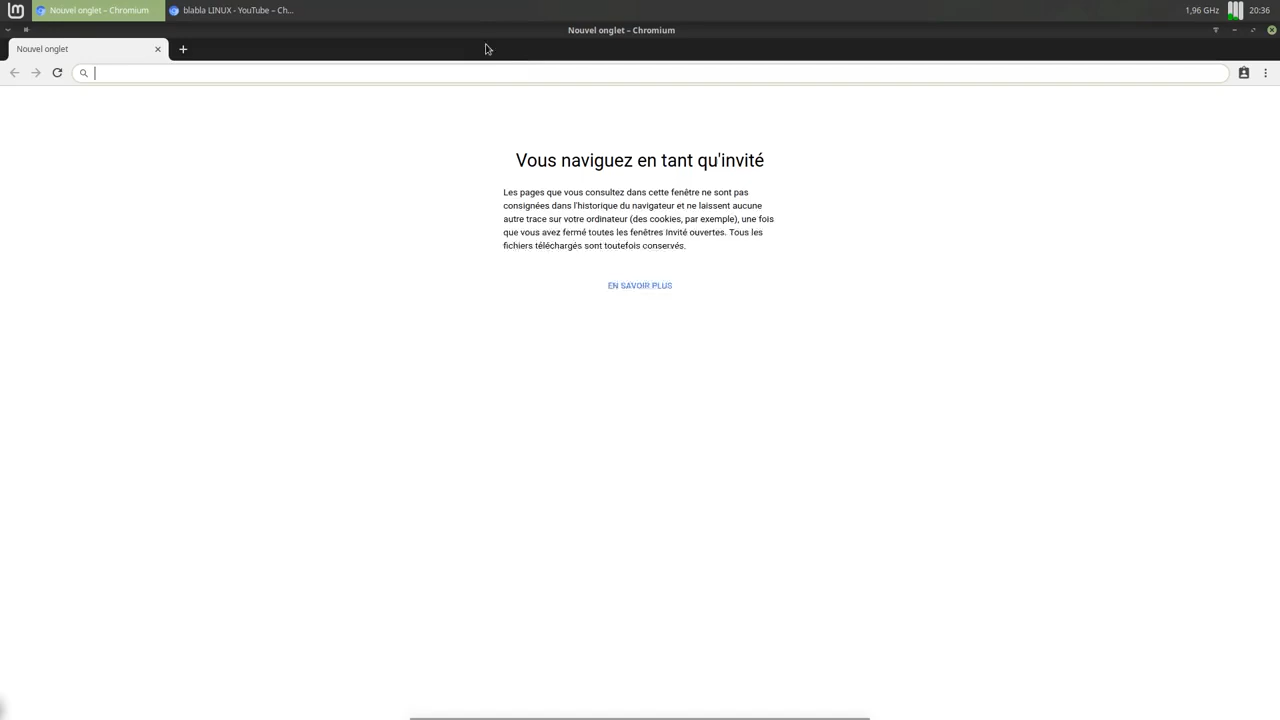 Nouvel onglet – Chromium
blabla LINUX - YouTube – Ch...
1,96 GHz
20:36
Nouvel onglet – Chromium
Nouvel onglet
Vous naviguez en tant qu'invité
Les pages que vous consultez dans cette fenêtre ne sont pas
consignées dans l'historique du navigateur et ne laissent aucune
autre trace sur votre ordinateur (des cookies, par exemple), une fois
que vous avez fermé toutes les fenêtres Invité ouvertes. Tous les
fichiers téléchargés sont toutefois conservés.
EN SAVOIR PLUS